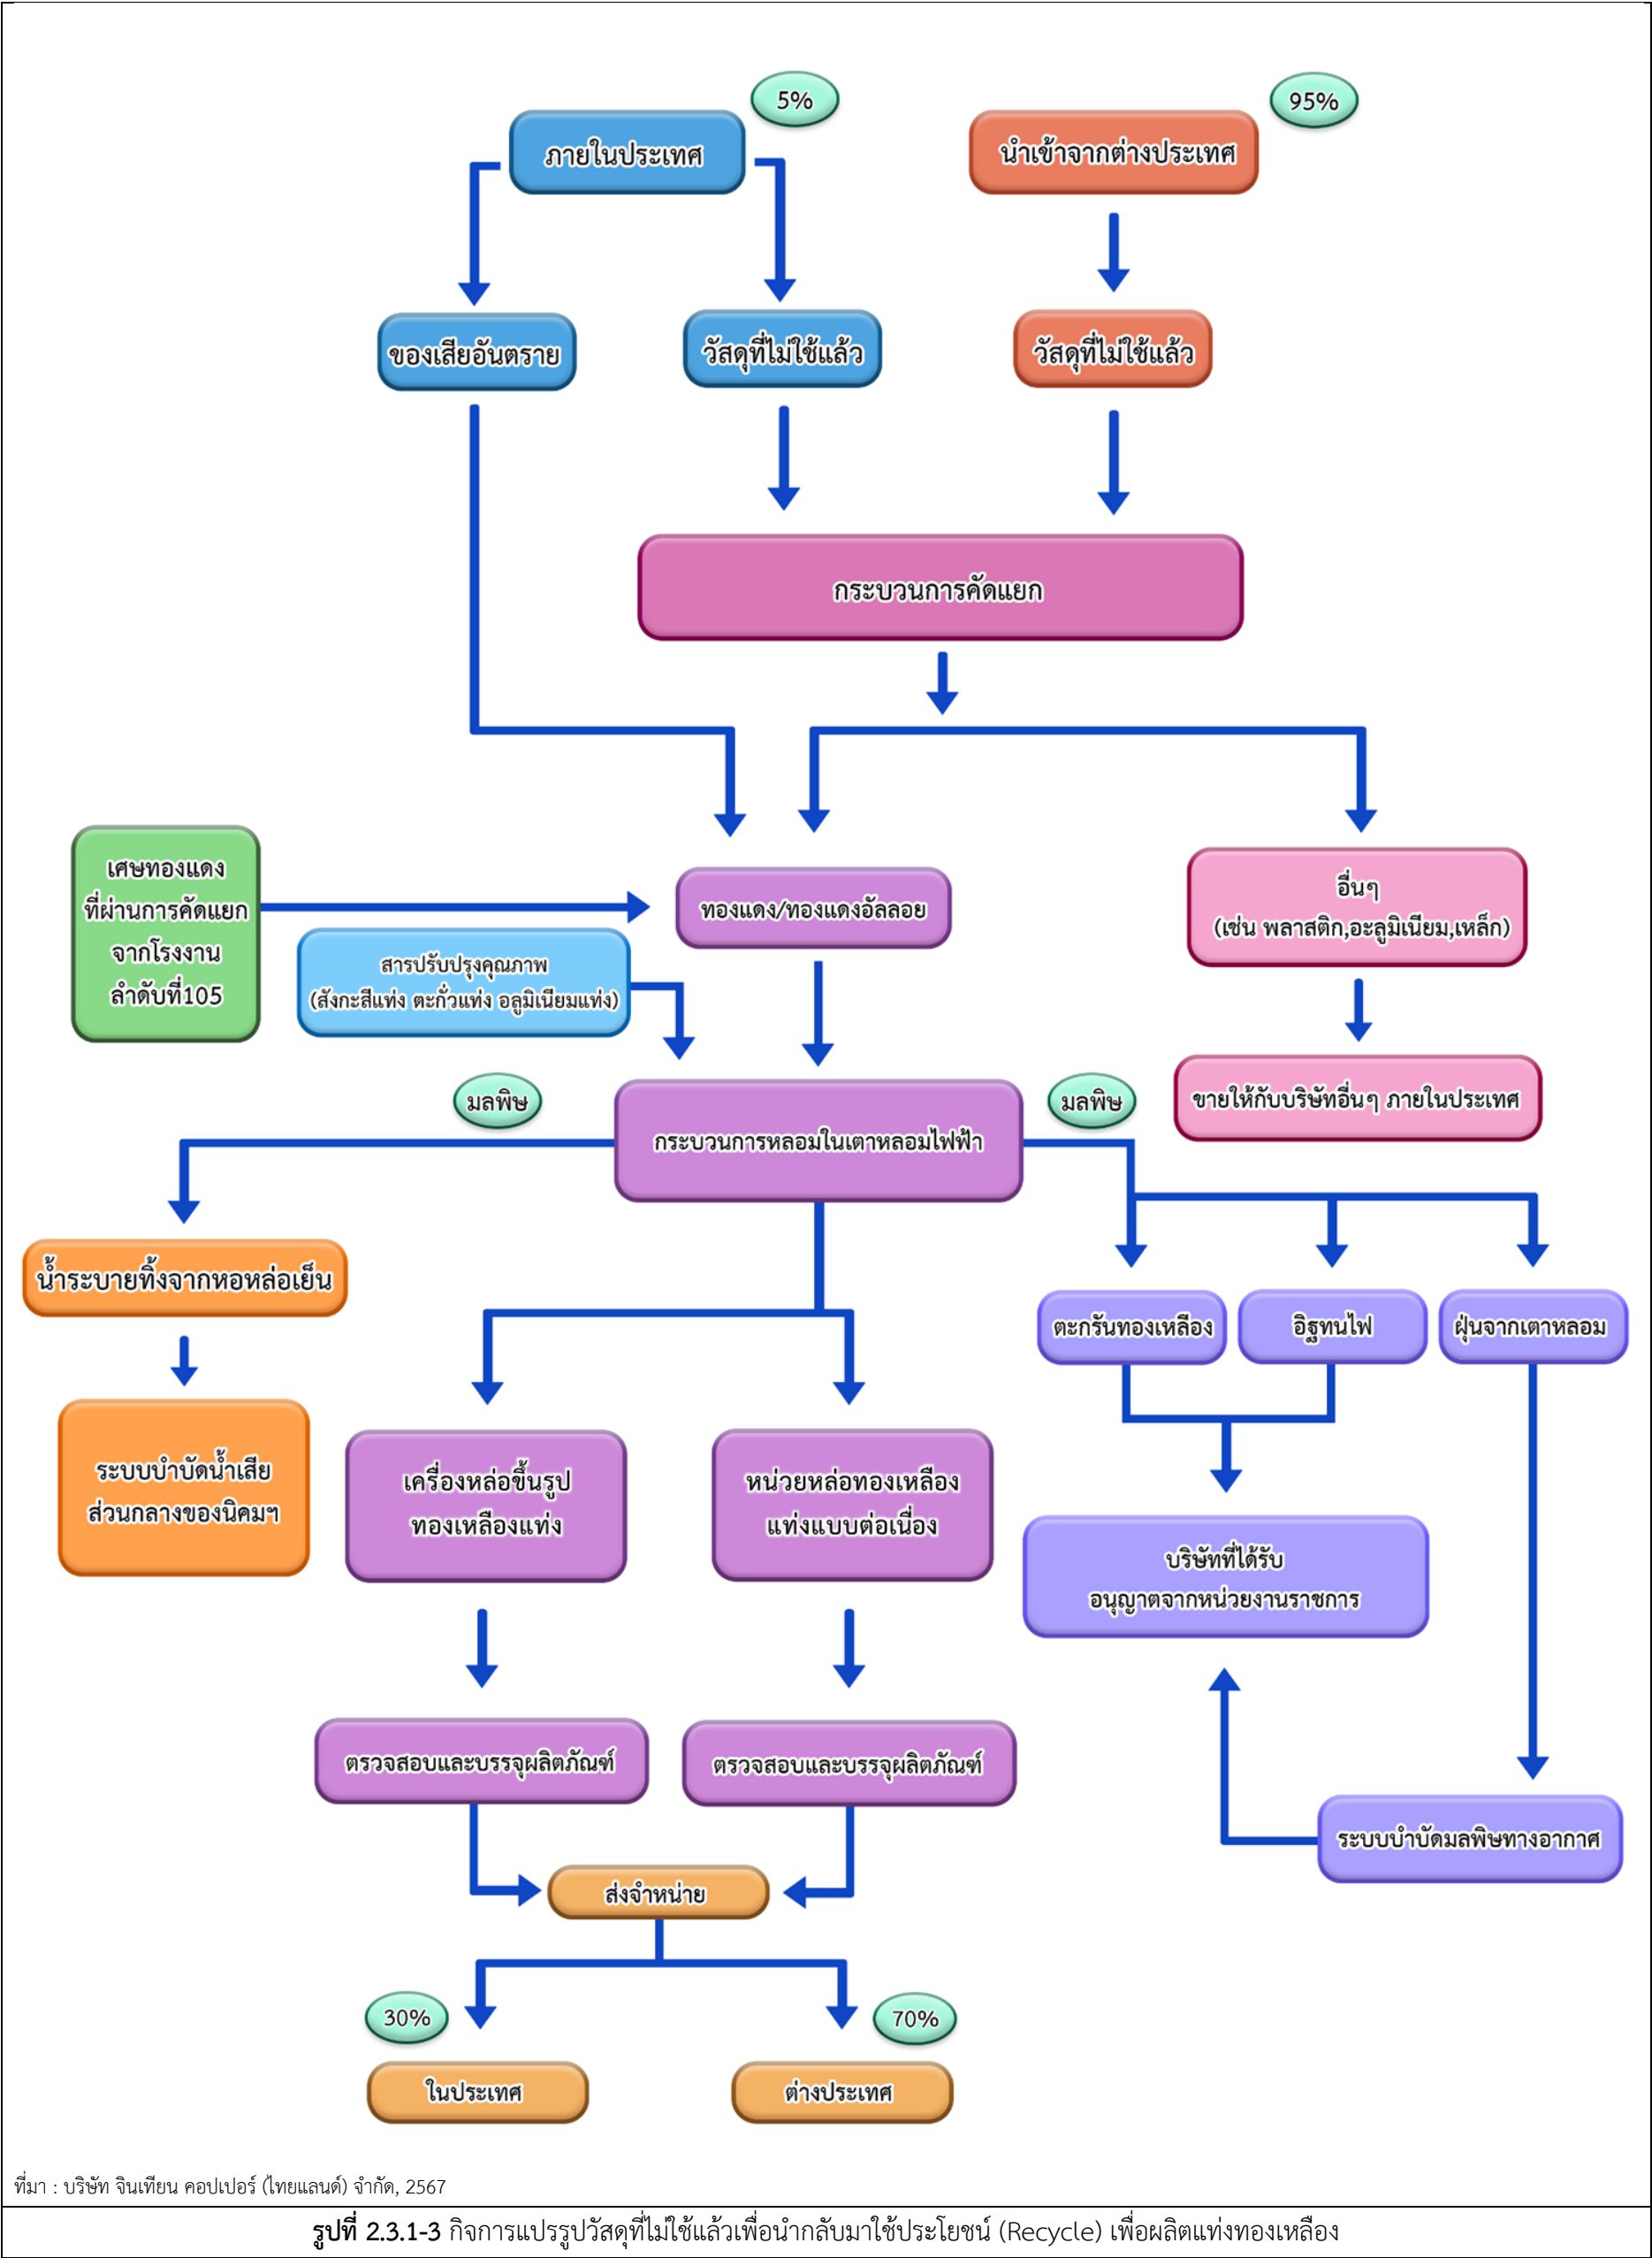 5%
95%
ภายในประเทศ
นำเข้าจากต่างประเทศ
ของเสียอันตราย
วัสดุที่ไม่ใช้แล้ว
วัสดุที่ไม่ใช้แล้ว
กระบวนการคัดแยก
เศษทองแดง
ที่ผ่านการคัดแยก
จากโรงงาน
ลำดับที่105
ทองแดง/ทองแดงอัลลอย
อื่นๆ
(เช่น พลาสติก,อะลูมิเนียม,เหล็ก)
สารปรับปรุงคุณภาพ
(สังกะสีแท่ง ตะกั่วแท่ง อลูมิเนียมแท่ง)
มลพิษ
มลพิษ
ขายให้กับบริษัทอื่นๆ ภายในประเทศ
กระบวนการหลอมในเตาหลอมไฟฟ้า
น้ำระบายทิ้งจากหอหล่อเย็น
ตะกรันทองเหลือง
อิฐทนไฟ
ฝุ่นจากเตาหลอม
ระบบบำบัดน้ำเสีย
ส่วนกลางของนิคมฯ
เครื่องหล่อขึ้นรูป
ทองเหลืองแท่ง
หน่วยหล่อทองเหลือง
แท่งแบบต่อเนื่อง
บริษัทที่ได้รับ
อนุญาตจากหน่วยงานราชการ
ตรวจสอบและบรรจุผลิตภัณฑ์
ตรวจสอบและบรรจุผลิตภัณฑ์
ระบบบำบัดมลพิษทางอากาศ
ส่งจำหน่าย
30%
70%
ในประเทศ
ต่างประเทศ
ที่มา : บริษัท จินเทียน คอปเปอร์ (ไทยแลนด์) จำกัด, 2567
รูปที่ 2.3.1-3 กิจการแปรรูปวัสดุที่ไม่ใช้แล้วเพื่อนำกลับมาใช้ประโยชน์ (Recycle) เพื่อผลิตแท่งทองเหลือง